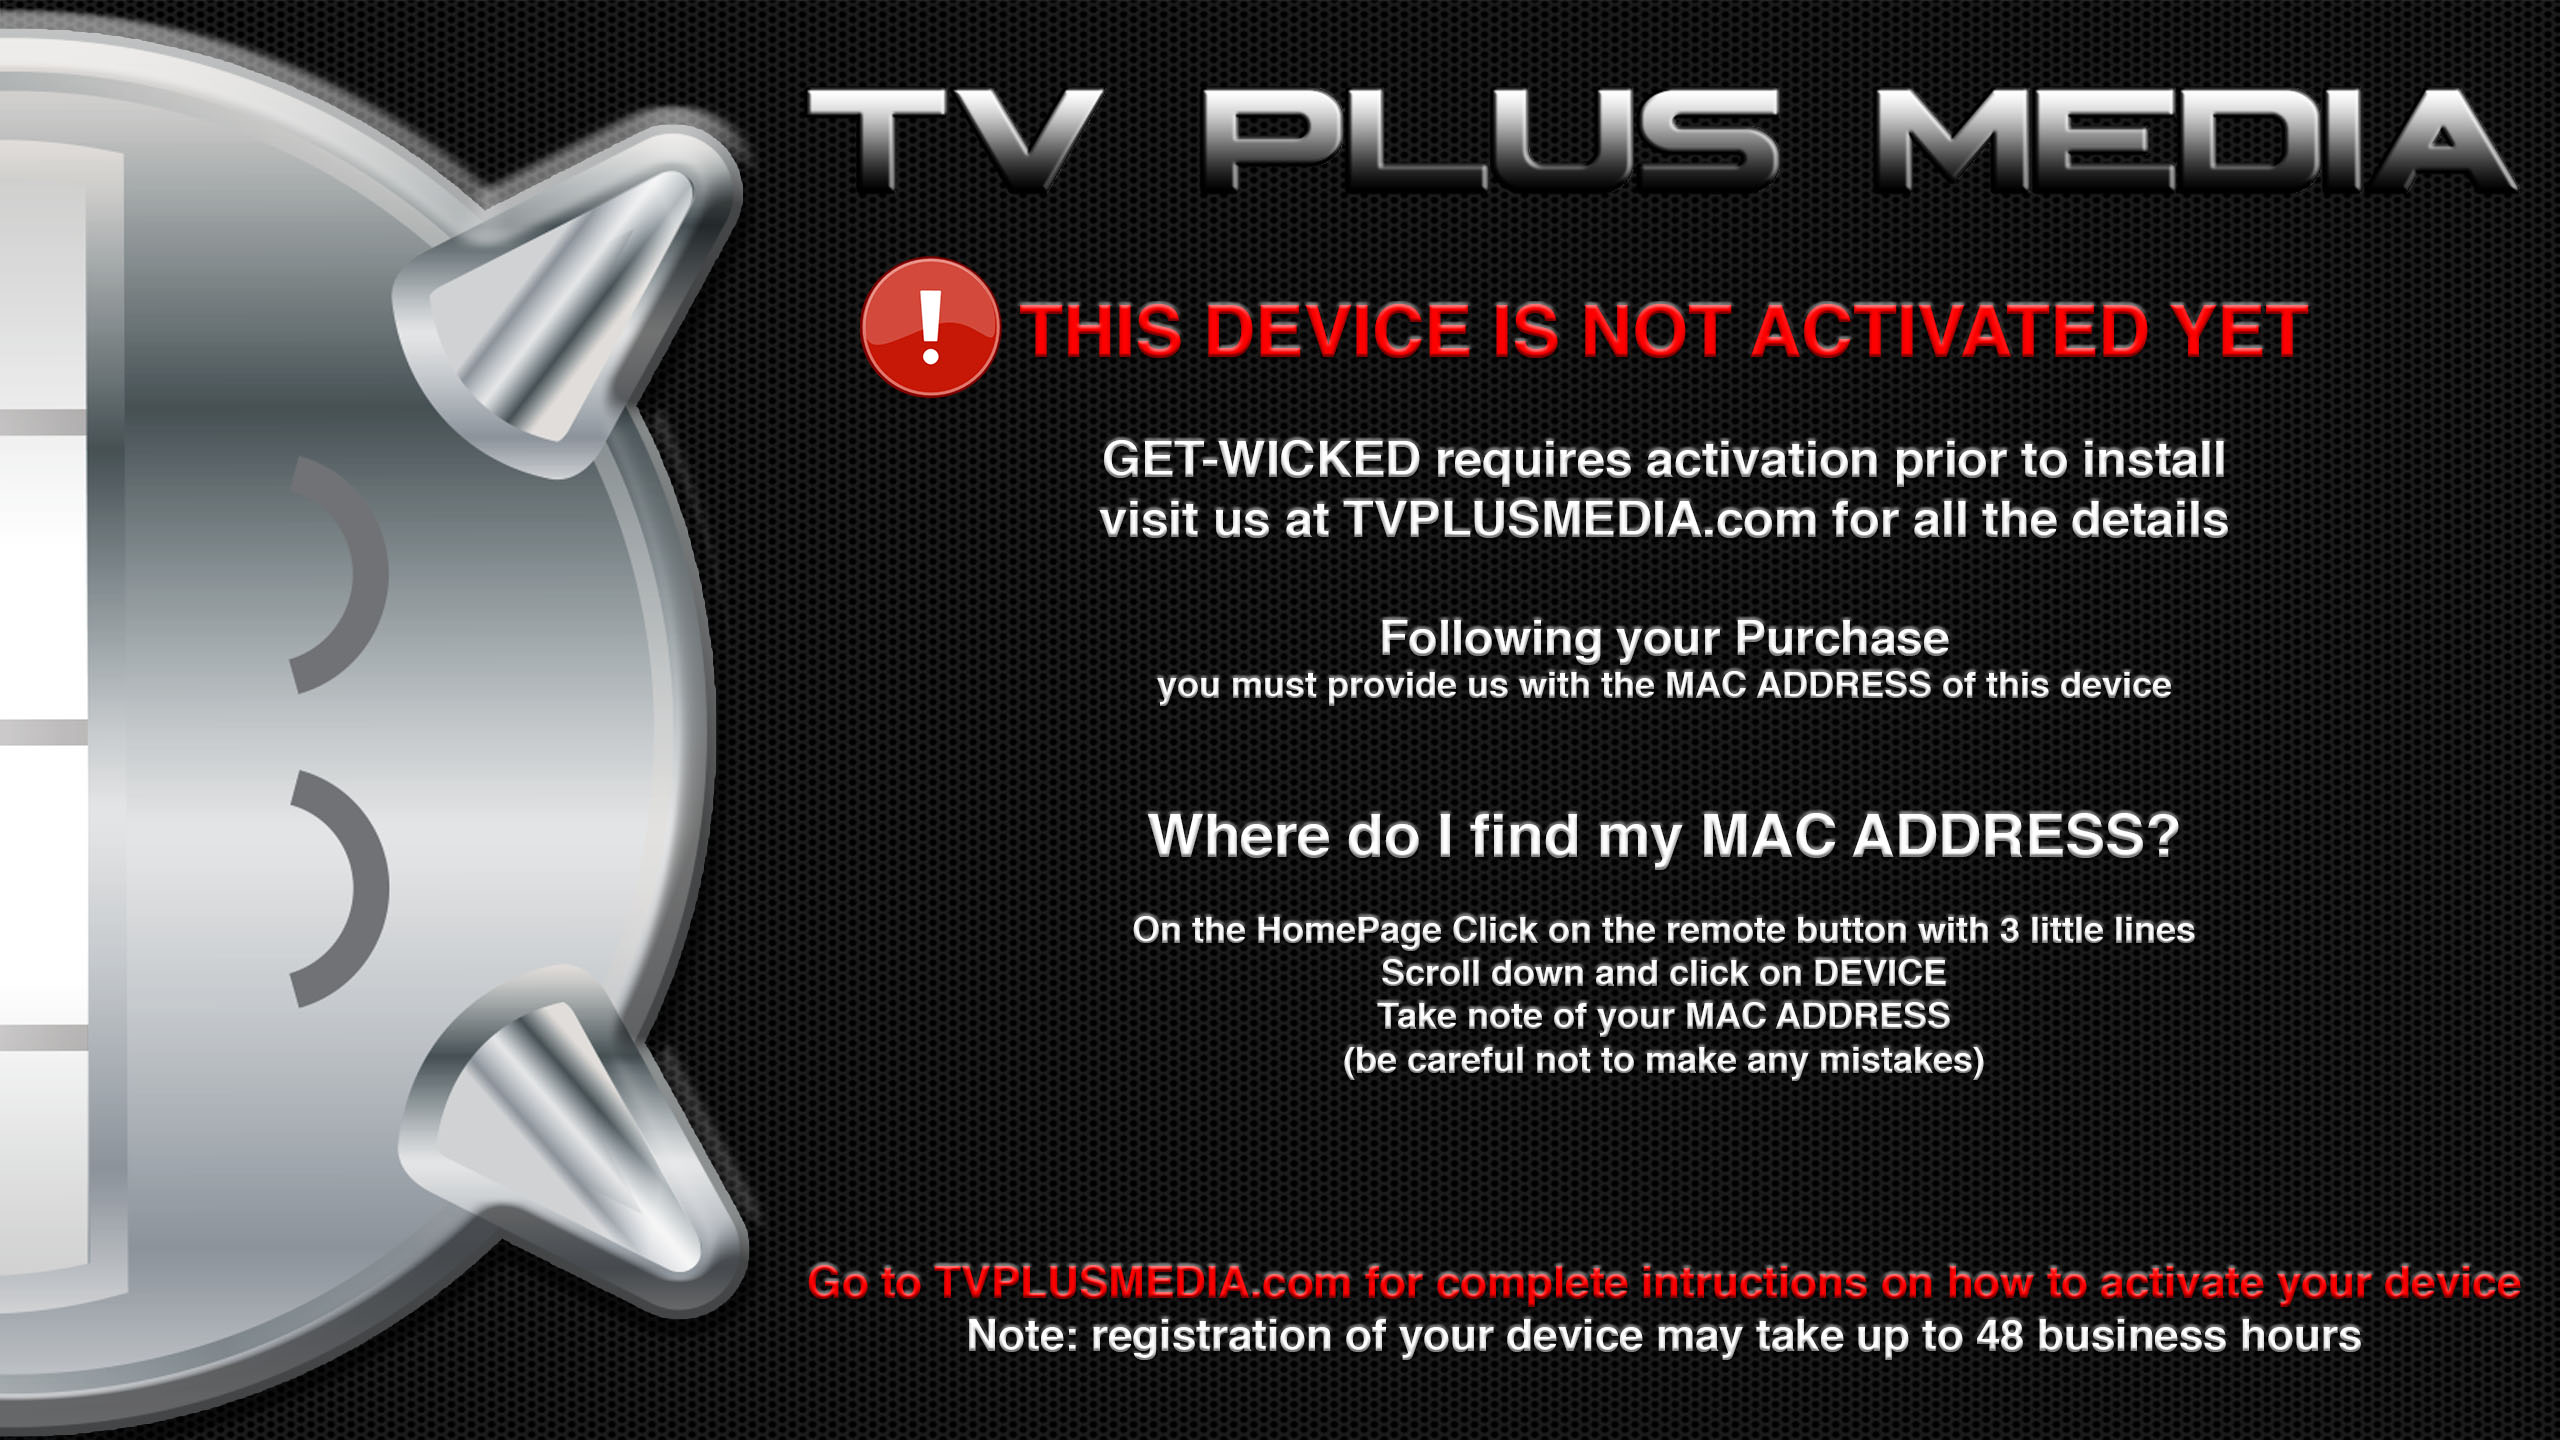 TV PLUS MEDIA
! THIS DEVICE IS NOT ACTIVATED YET
GET-WICKED requires activation prior to install
visit us at TVPLUSMEDIA.com for all the details
Following your Purchase
you must provide us with the MAC ADDRESS of this device
Where do I find my MAC ADDRESS?
On the HomePage Click on the remote button with 3 little lines
Scroll down and click on DEVICE
Take note of your MAC ADDRESS
(be careful not to make any mistakes)
Go to TVPLUSMEDIA.com for complete intructions on how to activate your device
Note: registration of your device may take up to 48 business hours